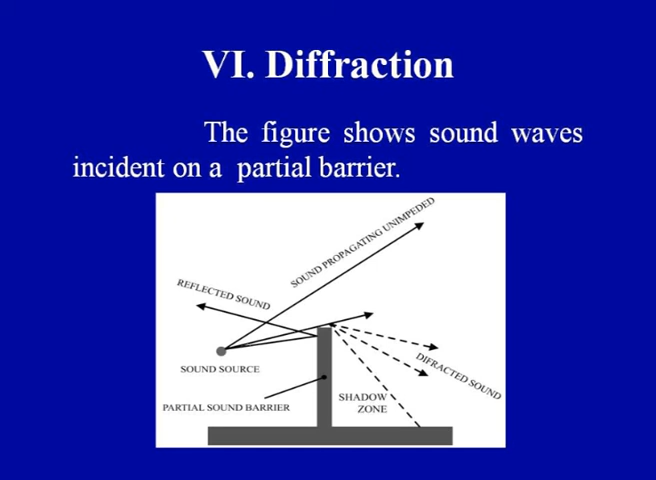 VI. Diffraction
The figure shows sound waves
incident on a partial barrier.
SOUND PROPAGATING UNIMPEDED
REFLECTED SOUND
SOUND SOURCE
DIFRACTED SOUND
PARTIAL SOUND BARRIER
SHADOW
ZONE